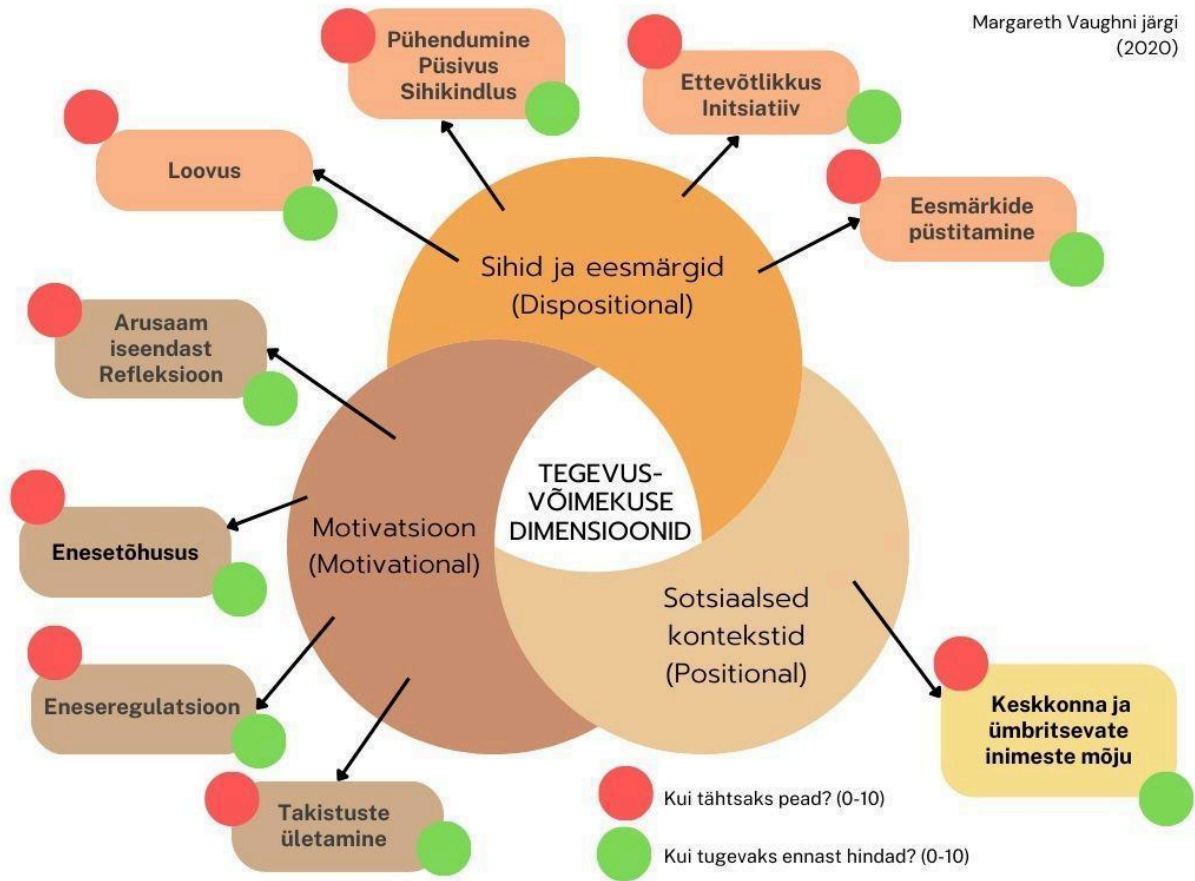 Margareth Vaughni järgi
(2020)
Pühendumine
Püsivus
Sihikindlus
Ettevõtlikkus
Initsiatiiv
Loovus
Eesmärkide
püstitamine
Sihid ja eesmärgid
(Dispositional)
Arusaam
iseendast
Refleksioon
TEGEVUS-
VÕIMEKUSE
DIMENSIOONID
Enesetõhusus
Motivatsioon
(Motivational)
Sotsiaalsed
kontekstid
(Positional)
Eneseregulatsioon
Keskkonna ja
ümbritsevate
inimeste mõju
Takistuste
ületamine
Kui tähtsaks pead? (0-10)
Kui tugevaks ennast hindad? (0-10)